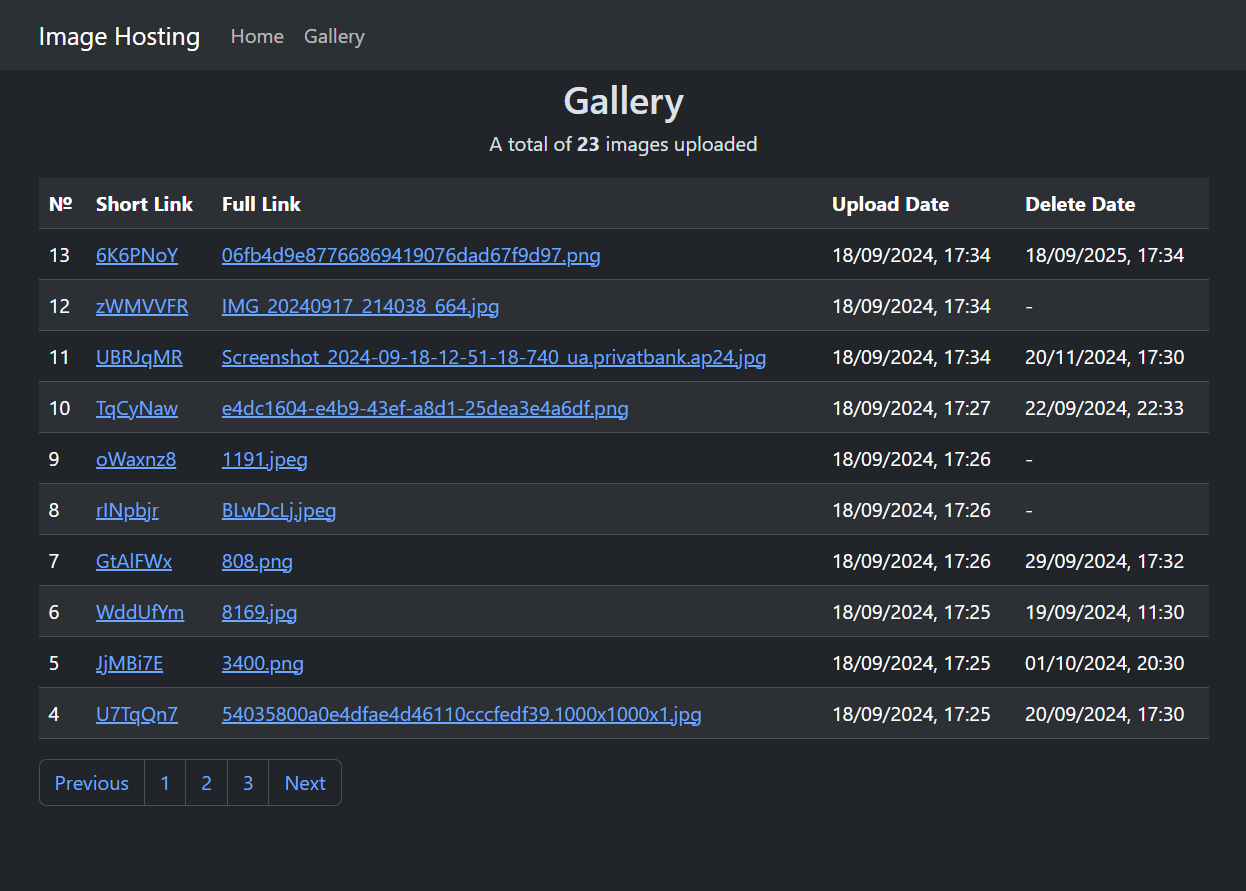 Image Hosting Home Gallery
Gallery
A total of 23 images uploaded
№ Short Link Full Link Upload Date Delete Date
13 6K6PNoY 06fb4d9e87766869419076dad67f9d97.png 18/09/2024, 17:34 18/09/2025, 17:34
12 zWMVVFR IMG_20240917_214038_664.jpg 18/09/2024, 17:34 -
11 UBRJqMR Screenshot_2024-09-18-12-51-18-740_ua.privatbank.ap24.jpg 18/09/2024, 17:34 20/11/2024, 17:30
10 TqCyNaw e4dc1604-e4b9-43ef-a8d1-25dea3e4a6df.png 18/09/2024, 17:27 22/09/2024, 22:33
9 oWaxnz8 1191.jpeg 18/09/2024, 17:26 -
8 rINpbjr BLwDcLj.jpeg 18/09/2024, 17:26 -
7 GtAlFWx 808.png 18/09/2024, 17:26 29/09/2024, 17:32
6 WddUfYm 8169.jpg 18/09/2024, 17:25 19/09/2024, 11:30
5 JjMBi7E 3400.png 18/09/2024, 17:25 01/10/2024, 20:30
4 U7TqQn7 54035800a0e4dfae4d46110cccfedf39.1000x1000x1.jpg 18/09/2024, 17:25 20/09/2024, 17:30
Previous 1 2 3 Next